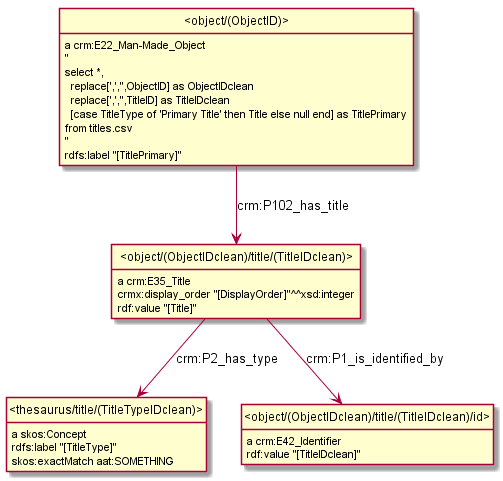 <object/(ObjectID)>
a crm:E22_Man-Made_Object
"
select *,
replace[',','',ObjectID] as ObjectIDclean
replace[',','',TitleID] as TitleIDclean
[case TitleType of 'Primary Title' then Title else null end] as TitlePrimary
from titles.csv
"
rdfs:label "[TitlePrimary]"
crm:P102_has_title
<object/(ObjectIDclean)/title/(TitleIDclean)>
a crm:E35_Title
crmx:display_order "[DisplayOrder]"^^xsd:integer
rdf:value "[Title]"
crm:P2_has_type
crm:P1_is_identified_by
<thesaurus/title/(TitleTypeIDclean)>
a skos:Concept
rdfs:label "[TitleType]"
skos:exactMatch aat:SOMETHING
<object/(ObjectIDclean)/title/(TitleIDclean)/id>
a crm:E42_Identifier
rdf:value "[TitleIDclean]"